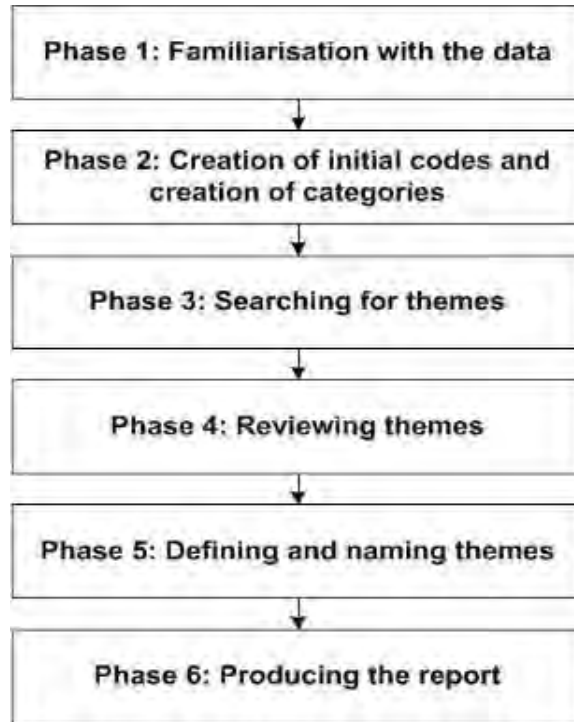 Phase 1: Familiarisation with the data
Phase 2: Creation of initial codes and
creation of categories
Phase 3: Searching for themes
Phase 4: Reviewing themes
Phase 5: Defining and naming themes
Phase 6: Producing the report